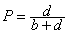 P = d / (b + d)